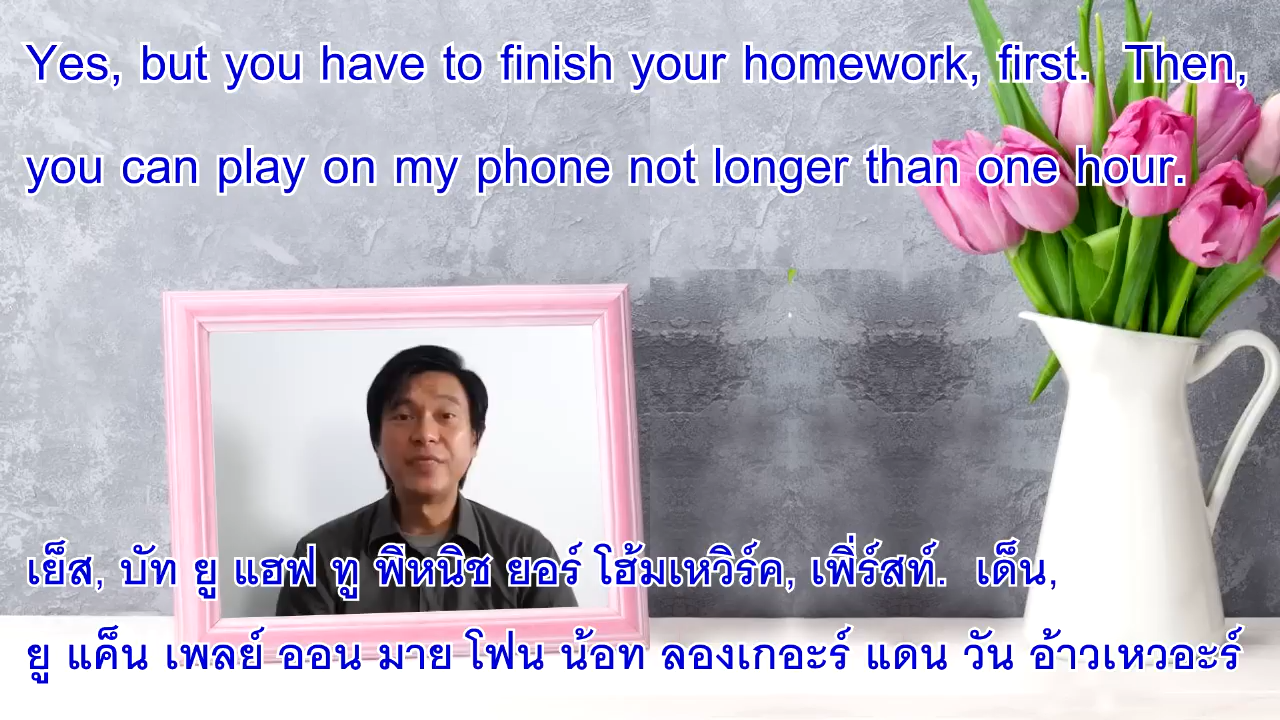 Yes, but you have to finish your homework, first.  Then,
you can play on my phone not longer than one hour.
เย็ส, บัท ยู แฮฟ ทู พีหนิช ยอร์ โฮ้มเหวิร์ค, เพิ่ร์สท์.  เด็น,
ยู แค็น เพลย์ ออน มาย โฟน น้อท ลองเกอะร์ แดน วัน อ้าวเหวอะร์